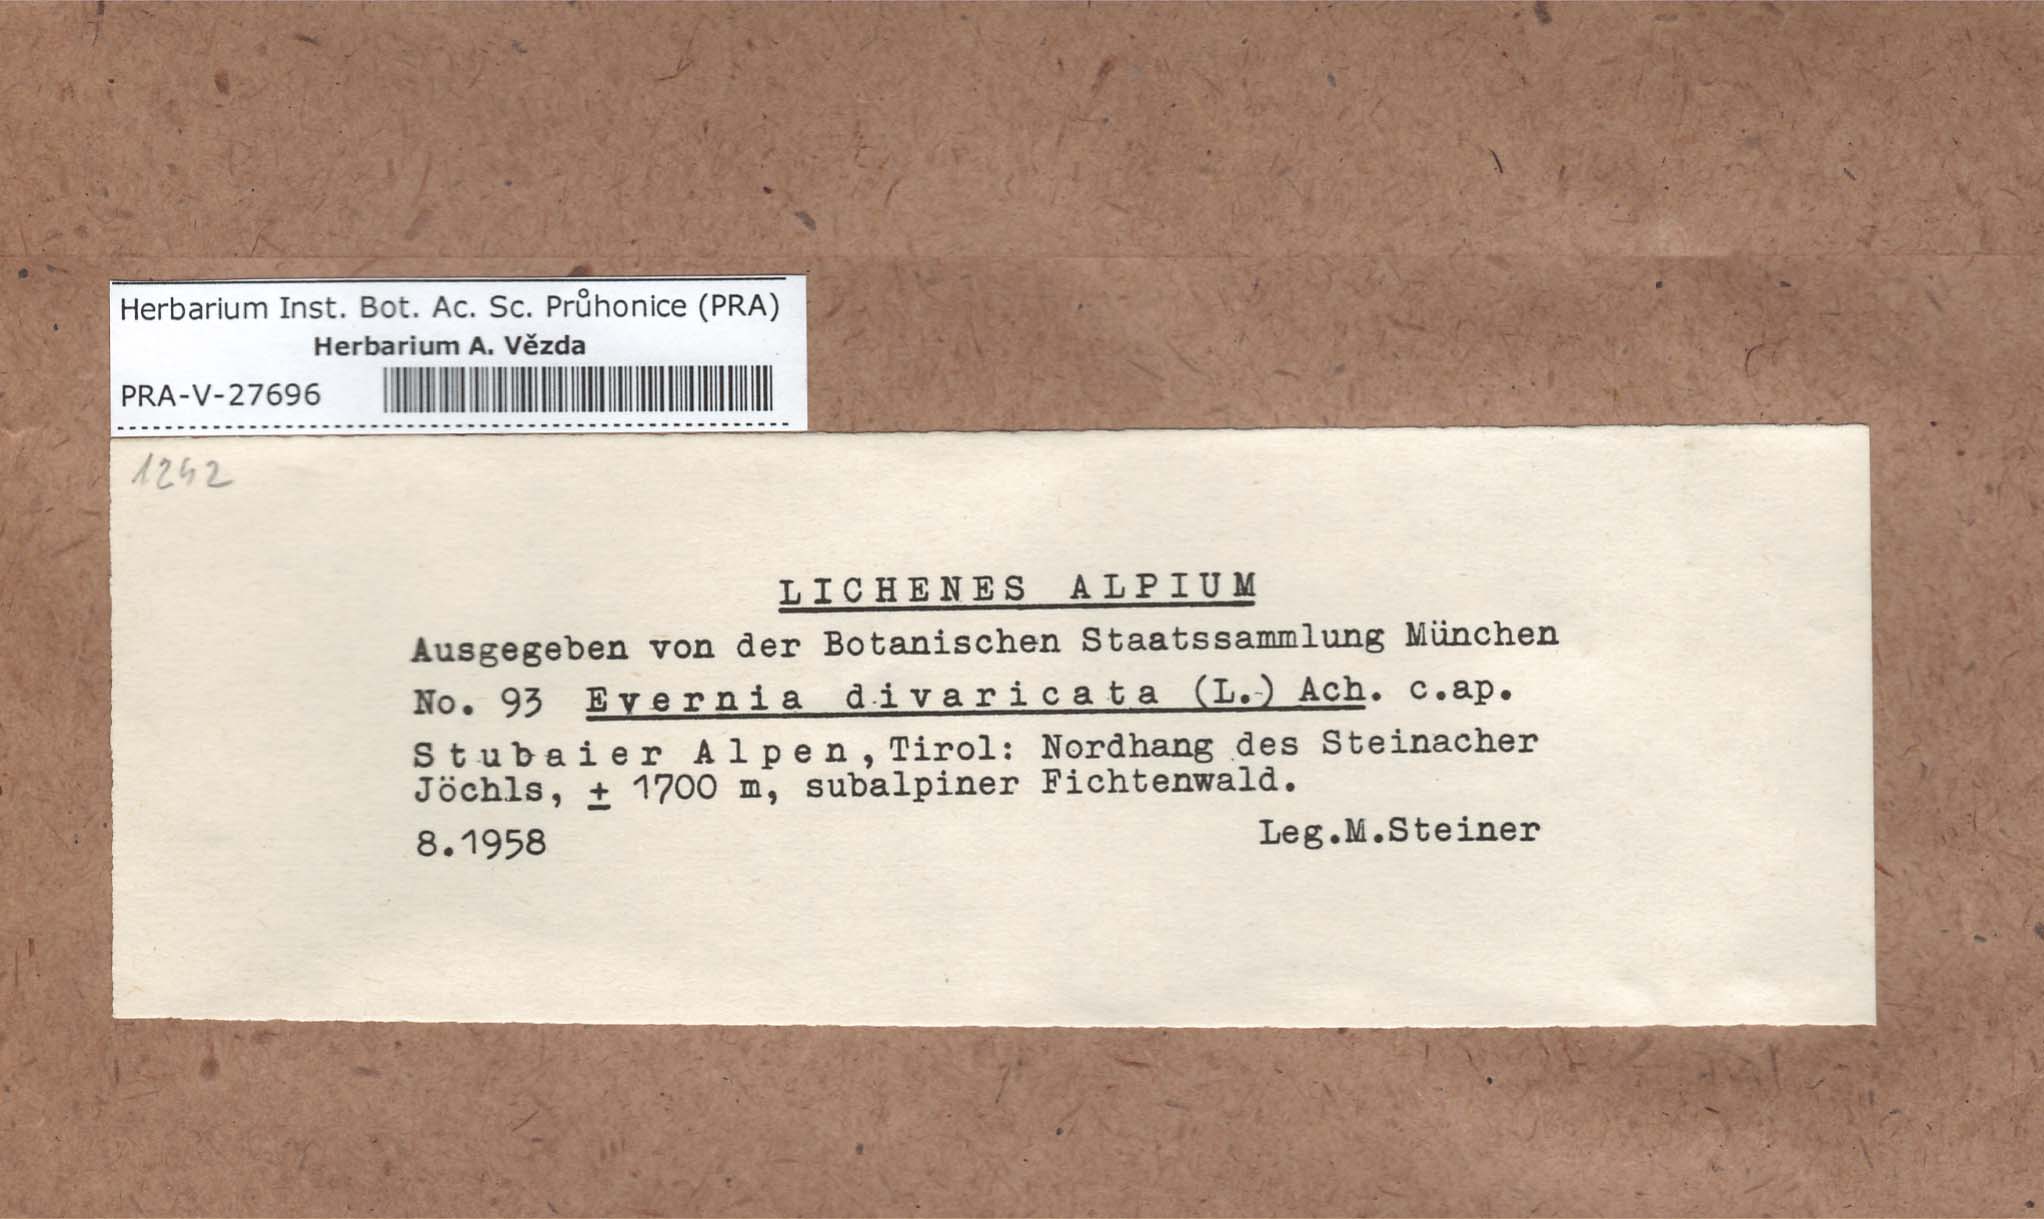 Herbarium Inst. Bot. Ac. Sc. Průhonice (PRA)
Herbarium A. Vězda
PRA-V-27696
1242
LICHENES ALPIUM
Ausgegeben von der Botanischen Staatssammlung München
No. 93 Evernia divaricata (L.) Ach. c.ap.
Stubaier Alpen, Tirol: Nordhang des Steinacher
Jöchls, ± 1700 m, subalpiner Fichtenwald.
8.1958 Leg.M.Steiner